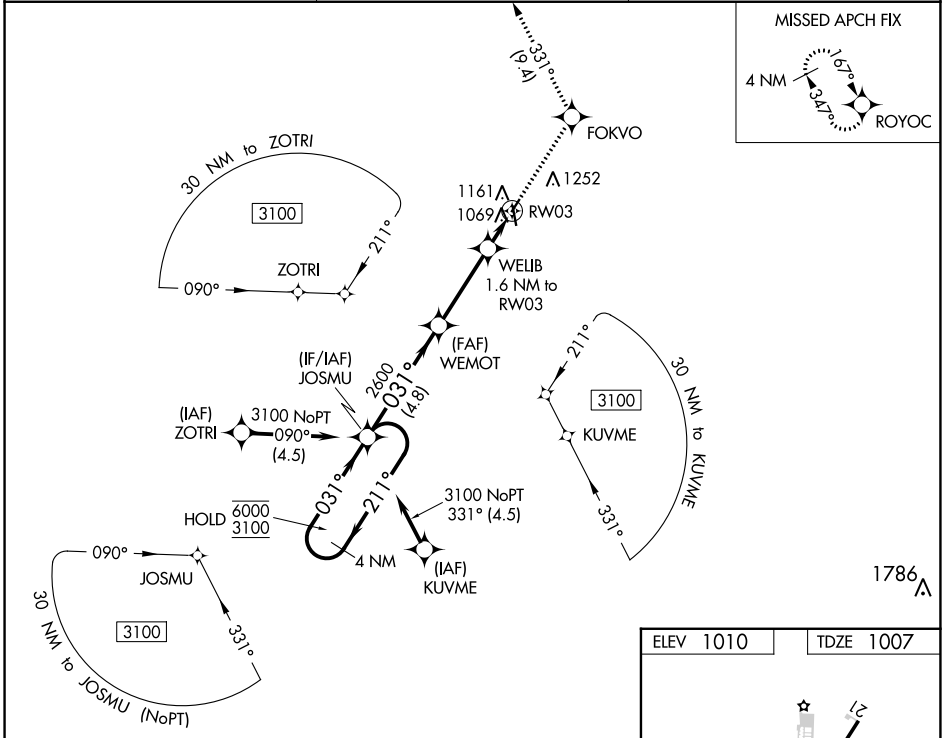 MISSED APCH FIX
4 NM
167°
347°
ROYOC
331°
(9.4)
FOKVO
1252
1161
1069
RW03
WELIB
1.6 NM to
RW03
30 NM to ZOTRI
3100
211°
ZOTRI
090°
(FAF)
WEMOT
(IF/IAF)
JOSMU
2600
031°
(4.8)
(IAF)
ZOTRI
3100 NoPT
090°
(4.5)
211°
3100
KUVME
331°
30 NM to KUVME
031°
211°
HOLD
6000
3100
4 NM
3100 NoPT
331° (4.5)
(IAF)
KUVME
090°
JOSMU
3100
331°
30 NM to JOSMU (NoPT)
1786
ELEV 1010
TDZE 1007
21